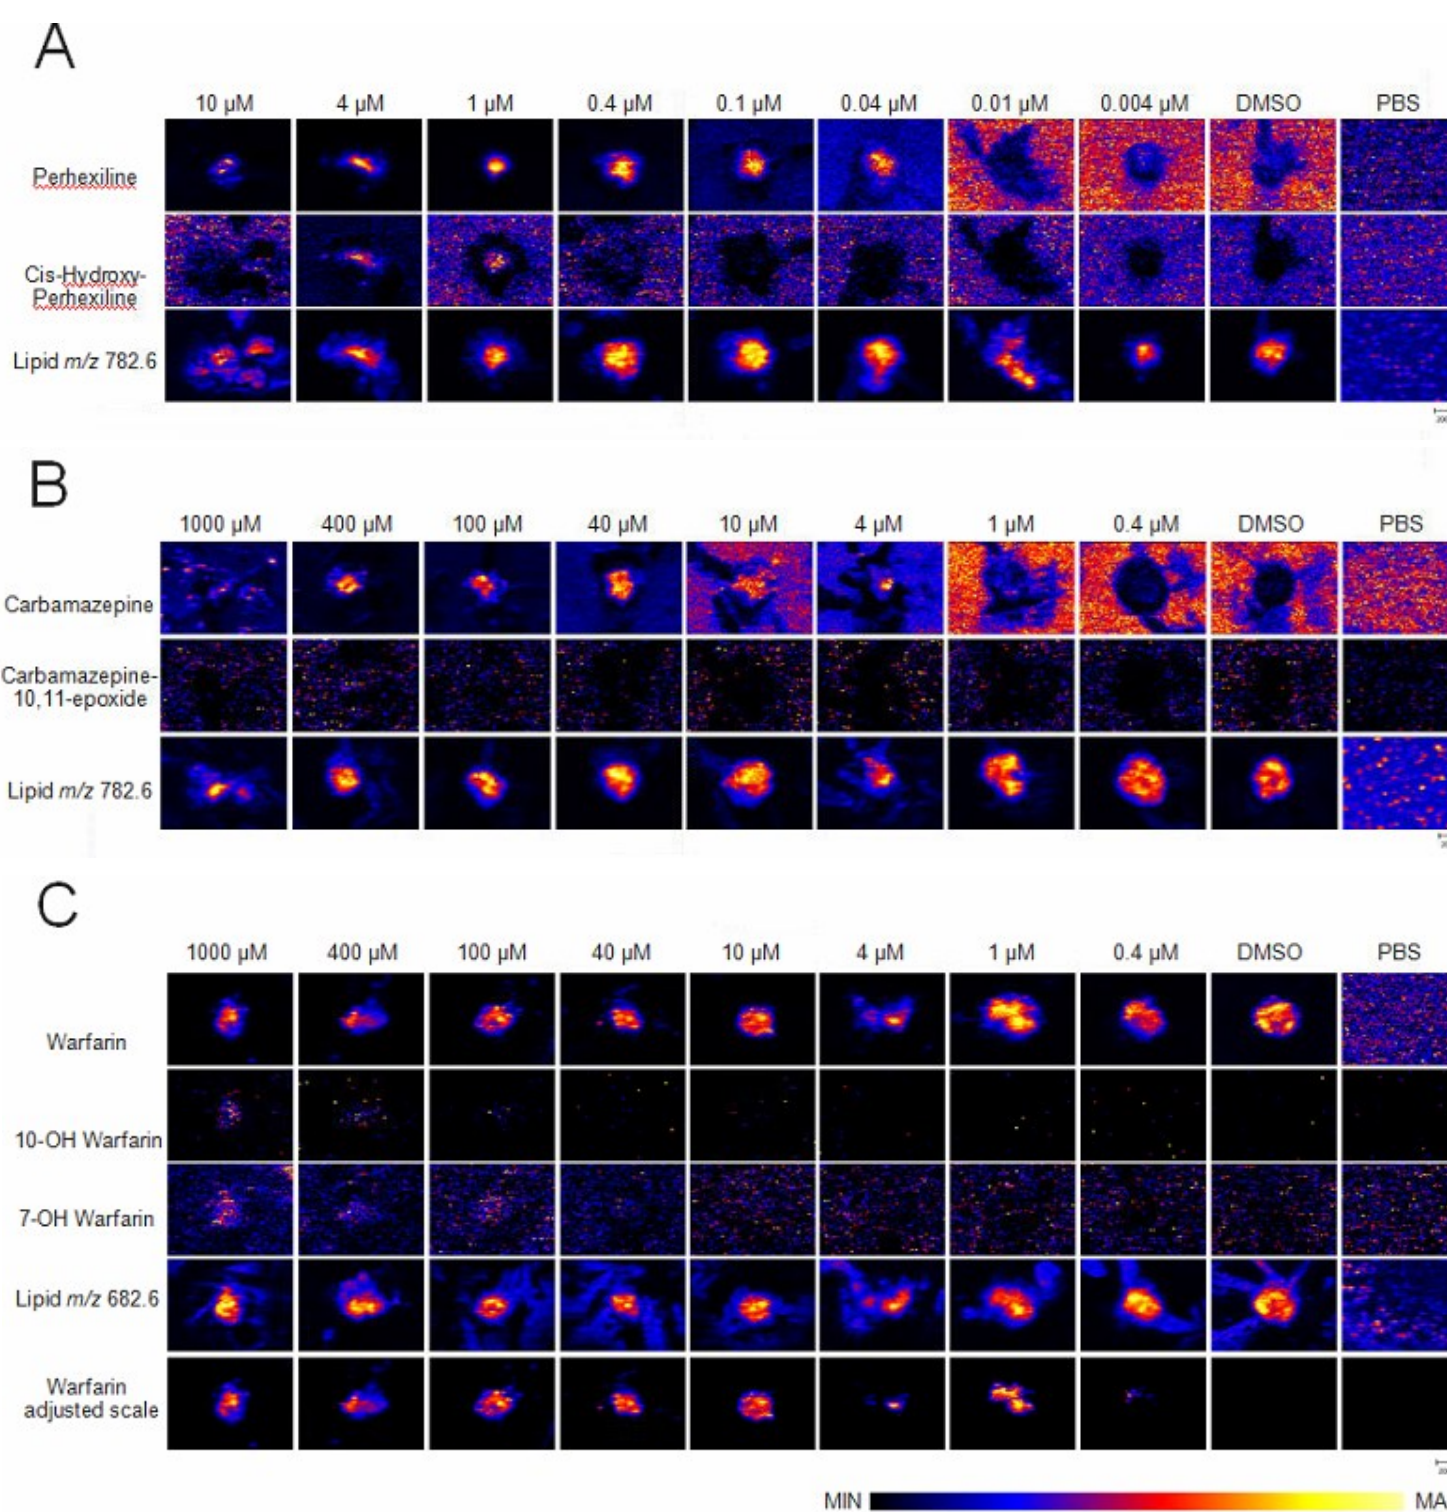 A
10 µM 4 µM 1 µM 0.4 µM 0.1 µM 0.04 µM 0.01 µM 0.004 µM DMSO PBS
Perhexiline
Cis-Hydroxy-
Perhexiline
Lipid m/z 782.6
B
1000 µM 400 µM 100 µM 40 µM 10 µM 4 µM 1 µM 0.4 µM DMSO PBS
Carbamazepine
Carbamazepine-
10,11-epoxide
Lipid m/z 782.6
C
1000 µM 400 µM 100 µM 40 µM 10 µM 4 µM 1 µM 0.4 µM DMSO PBS
Warfarin
10-OH Warfarin
7-OH Warfarin
Lipid m/z 682.6
Warfarin
adjusted scale
MIN MA